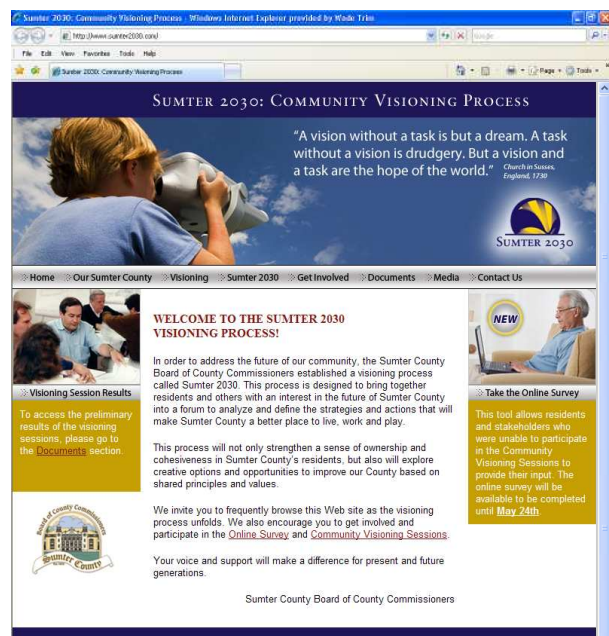 Sumter 2030: Community Visioning Process - Windows Internet Explorer provided by Wade Trim
http://www.sumter2030.com/
File Edit View Favorites Tools Help
Sumter 2030: Community Visioning Process
Page Tools
SUMTER 2030: COMMUNITY VISIONING PROCESS
"A vision without a task is but a dream. A task
without a vision is drudgery. But a vision and
a task are the hope of the world."
Church in Susses,
England, 1730
SUMTER 2030
Home Our Sumter County Visioning Sumter 2030 Get Involved Documents Media Contact Us
Visioning Session Results
To access the preliminary
results of the visioning
sessions, please go to
the Documents section.
Board of County Commissioners
Sumter County
WELCOME TO THE SUMTER 2030
VISIONING PROCESS!
In order to address the future of our community, the Sumter County
Board of County Commissioners established a visioning process
called Sumter 2030. This process is designed to bring together
residents and others with an interest in the future of Sumter County
into a forum to analyze and define the strategies and actions that will
make Sumter County a better place to live, work and play.
This process will not only strengthen a sense of ownership and
cohesiveness in Sumter County's residents, but also will explore
creative options and opportunities to improve our County based on
shared principles and values.
We invite you to frequently browse this Web site as the visioning
process unfolds. We also encourage you to get involved and
participate in the Online Survey and Community Visioning Sessions.
Your voice and support will make a difference for present and future
generations.
Sumter County Board of County Commissioners
NEW
Take the Online Survey
This tool allows residents
and stakeholders who
were unable to participate
in the Community
Visioning Sessions to
provide their input. The
online survey will be
available to be completed
until May 24th.